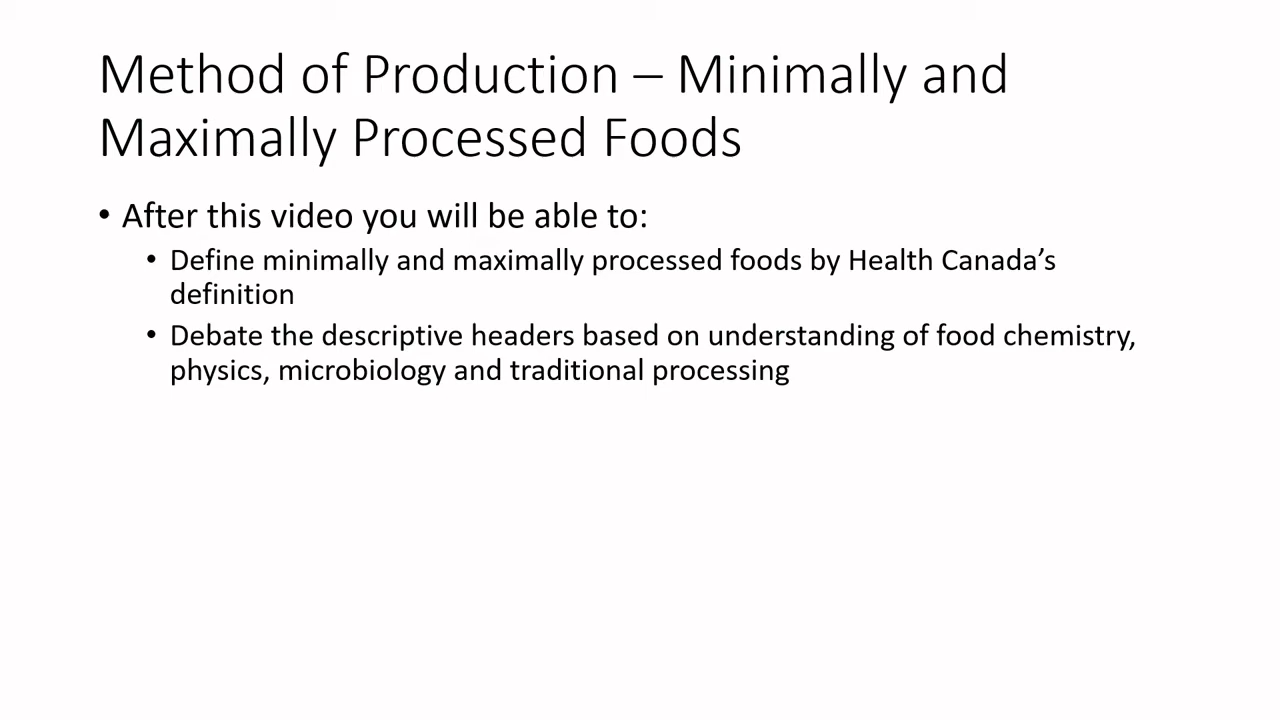 Method of Production – Minimally and
Maximally Processed Foods
• After this video you will be able to:
• Define minimally and maximally processed foods by Health Canada’s
definition
• Debate the descriptive headers based on understanding of food chemistry,
physics, microbiology and traditional processing